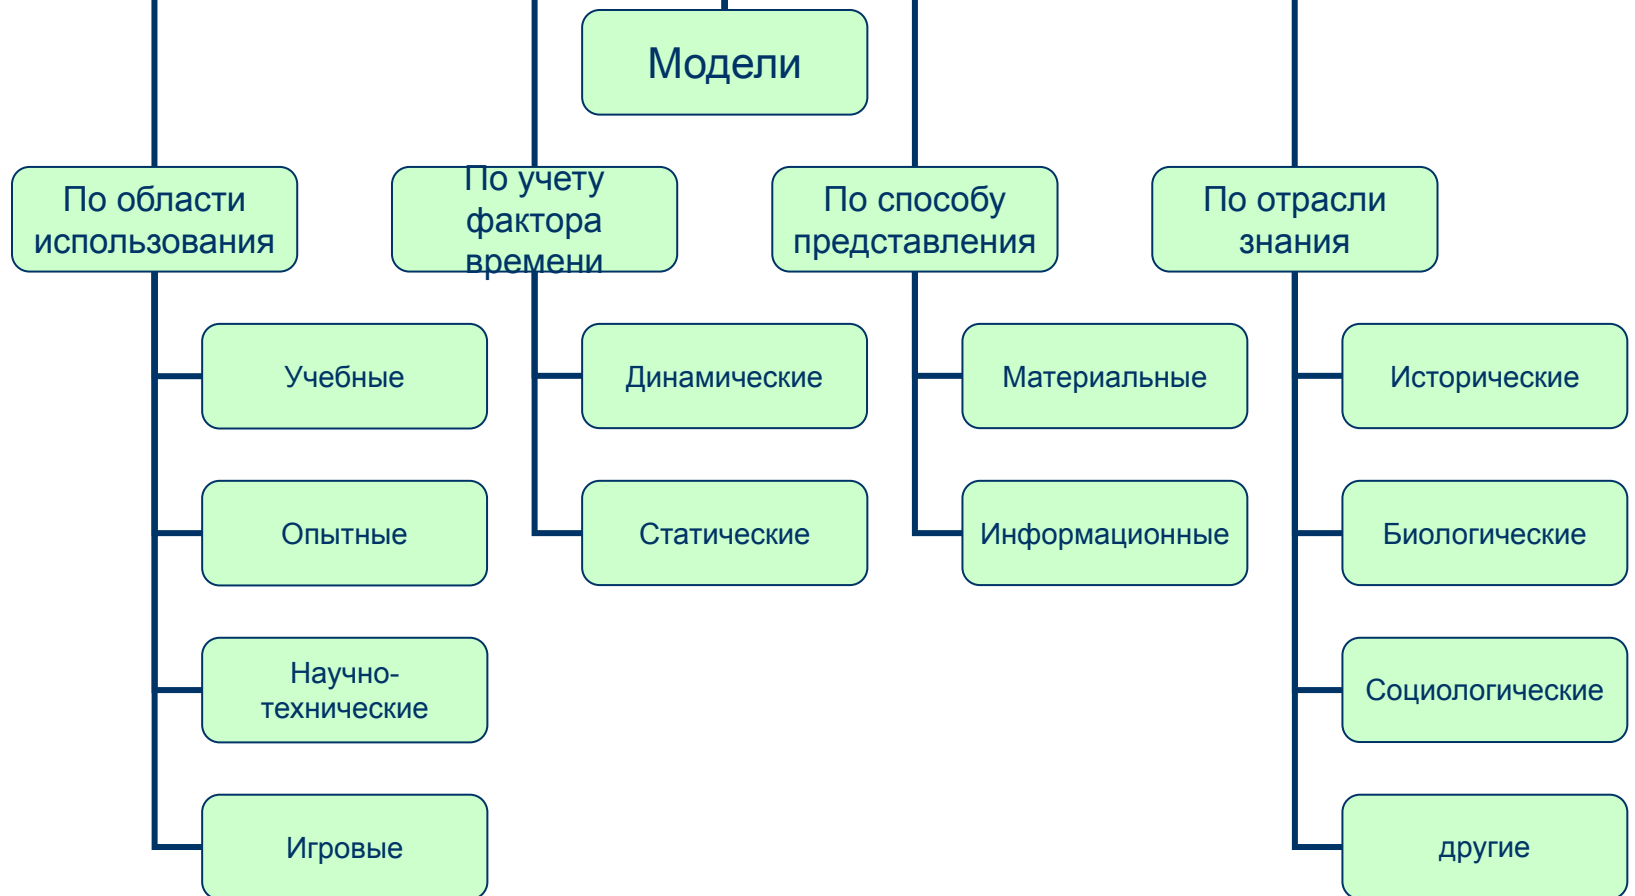 Модели
По области
использования
По учету
фактора
времени
По способу
представления
По отрасли
знания
Учебные
Динамические
Материальные
Исторические
Опытные
Статические
Информационные
Биологические
Научно-
технические
Социологические
Игровые
другие